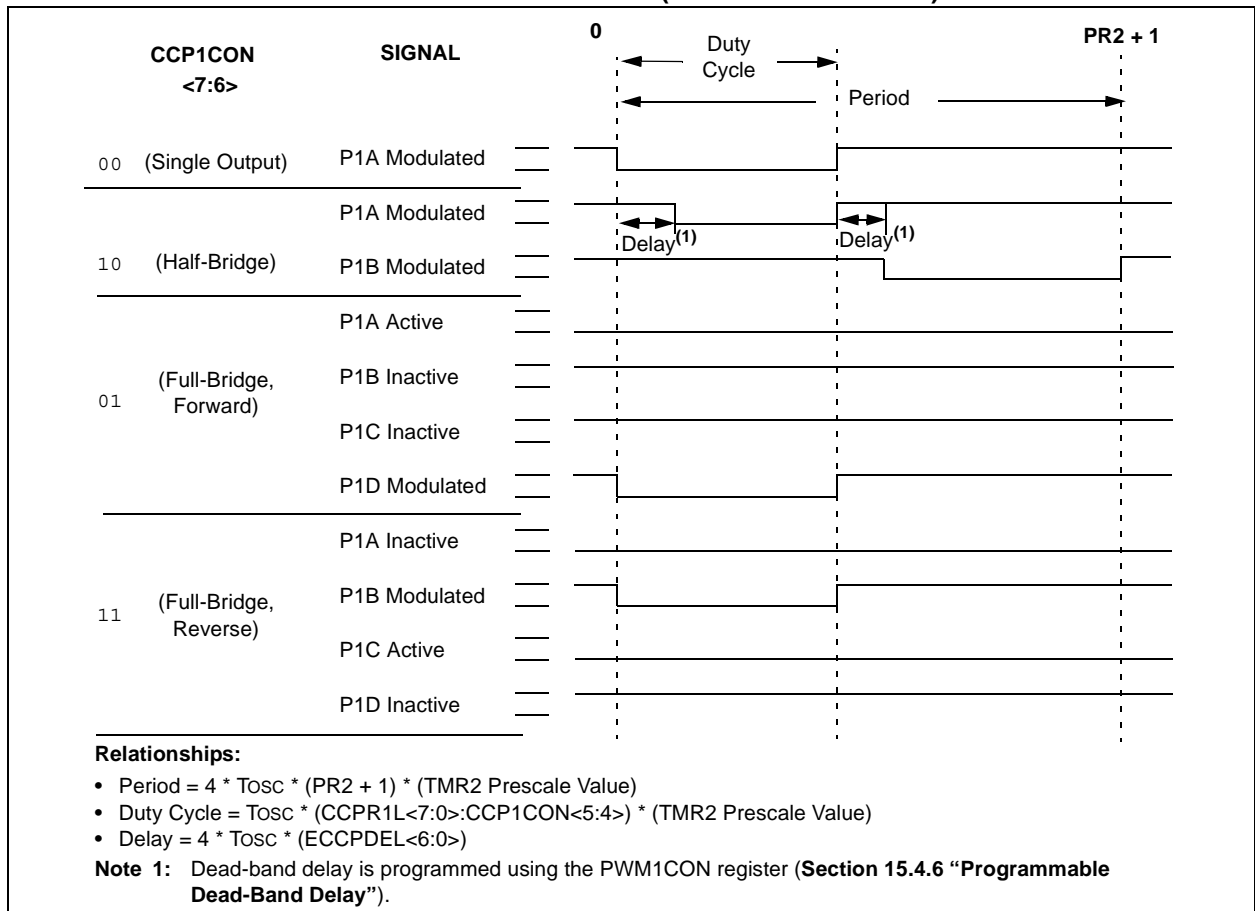 0
PR2 + 1
CCP1CON
<7:6>
SIGNAL
Duty
Cycle
Period
00 (Single Output) P1A Modulated
P1A Modulated
Delay(1)
Delay(1)
10 (Half-Bridge) P1B Modulated
P1A Active
P1B Inactive
01 (Full-Bridge,
Forward)
P1C Inactive
P1D Modulated
P1A Inactive
P1B Modulated
11 (Full-Bridge,
Reverse)
P1C Active
P1D Inactive
Relationships:
• Period = 4 * TOSC * (PR2 + 1) * (TMR2 Prescale Value)
• Duty Cycle = TOSC * (CCPR1L<7:0>:CCP1CON<5:4>) * (TMR2 Prescale Value)
• Delay = 4 * TOSC * (ECCPDEL<6:0>)
Note 1: Dead-band delay is programmed using the PWM1CON register (Section 15.4.6 “Programmable
Dead-Band Delay”).